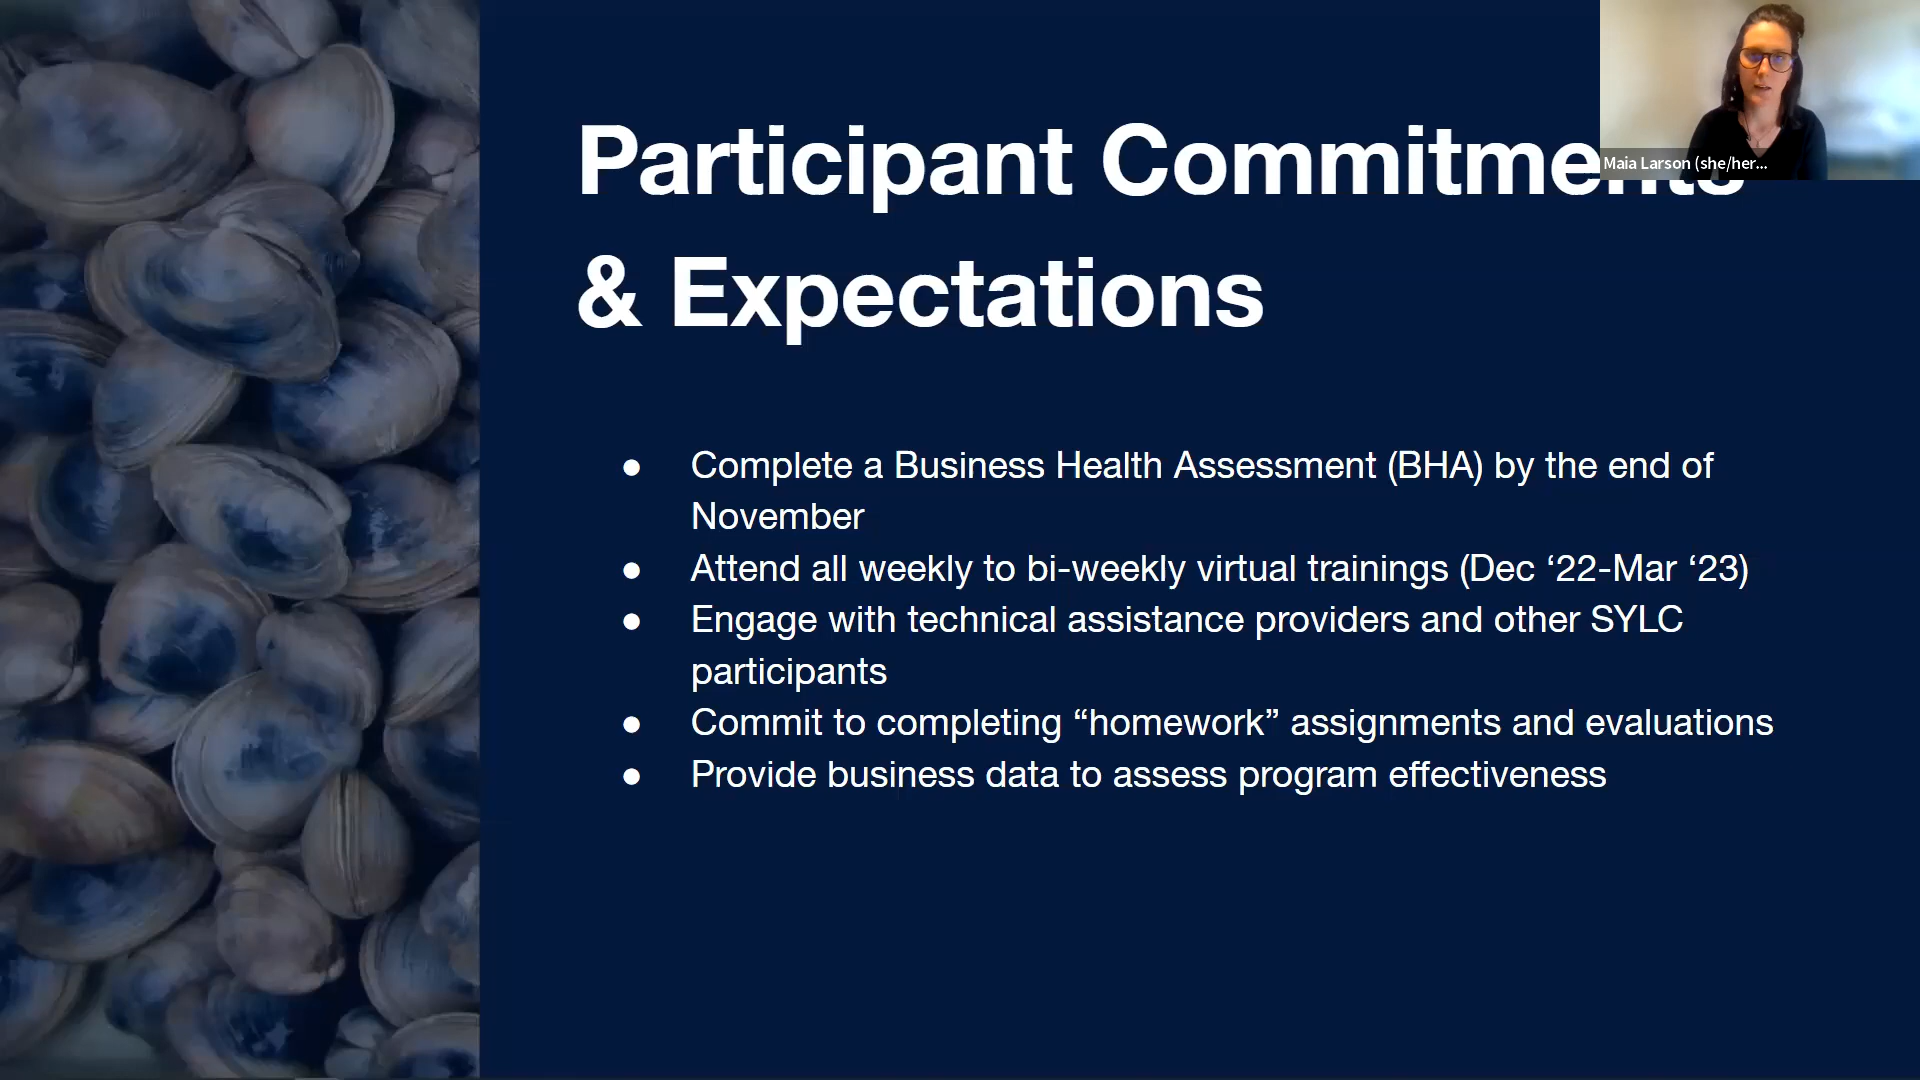 Participant Commitments
& Expectations
Maia Larson (she/her...
● Complete a Business Health Assessment (BHA) by the end of
November
● Attend all weekly to bi-weekly virtual trainings (Dec ‘22-Mar ‘23)
● Engage with technical assistance providers and other SYLC
participants
● Commit to completing “homework” assignments and evaluations
● Provide business data to assess program effectiveness